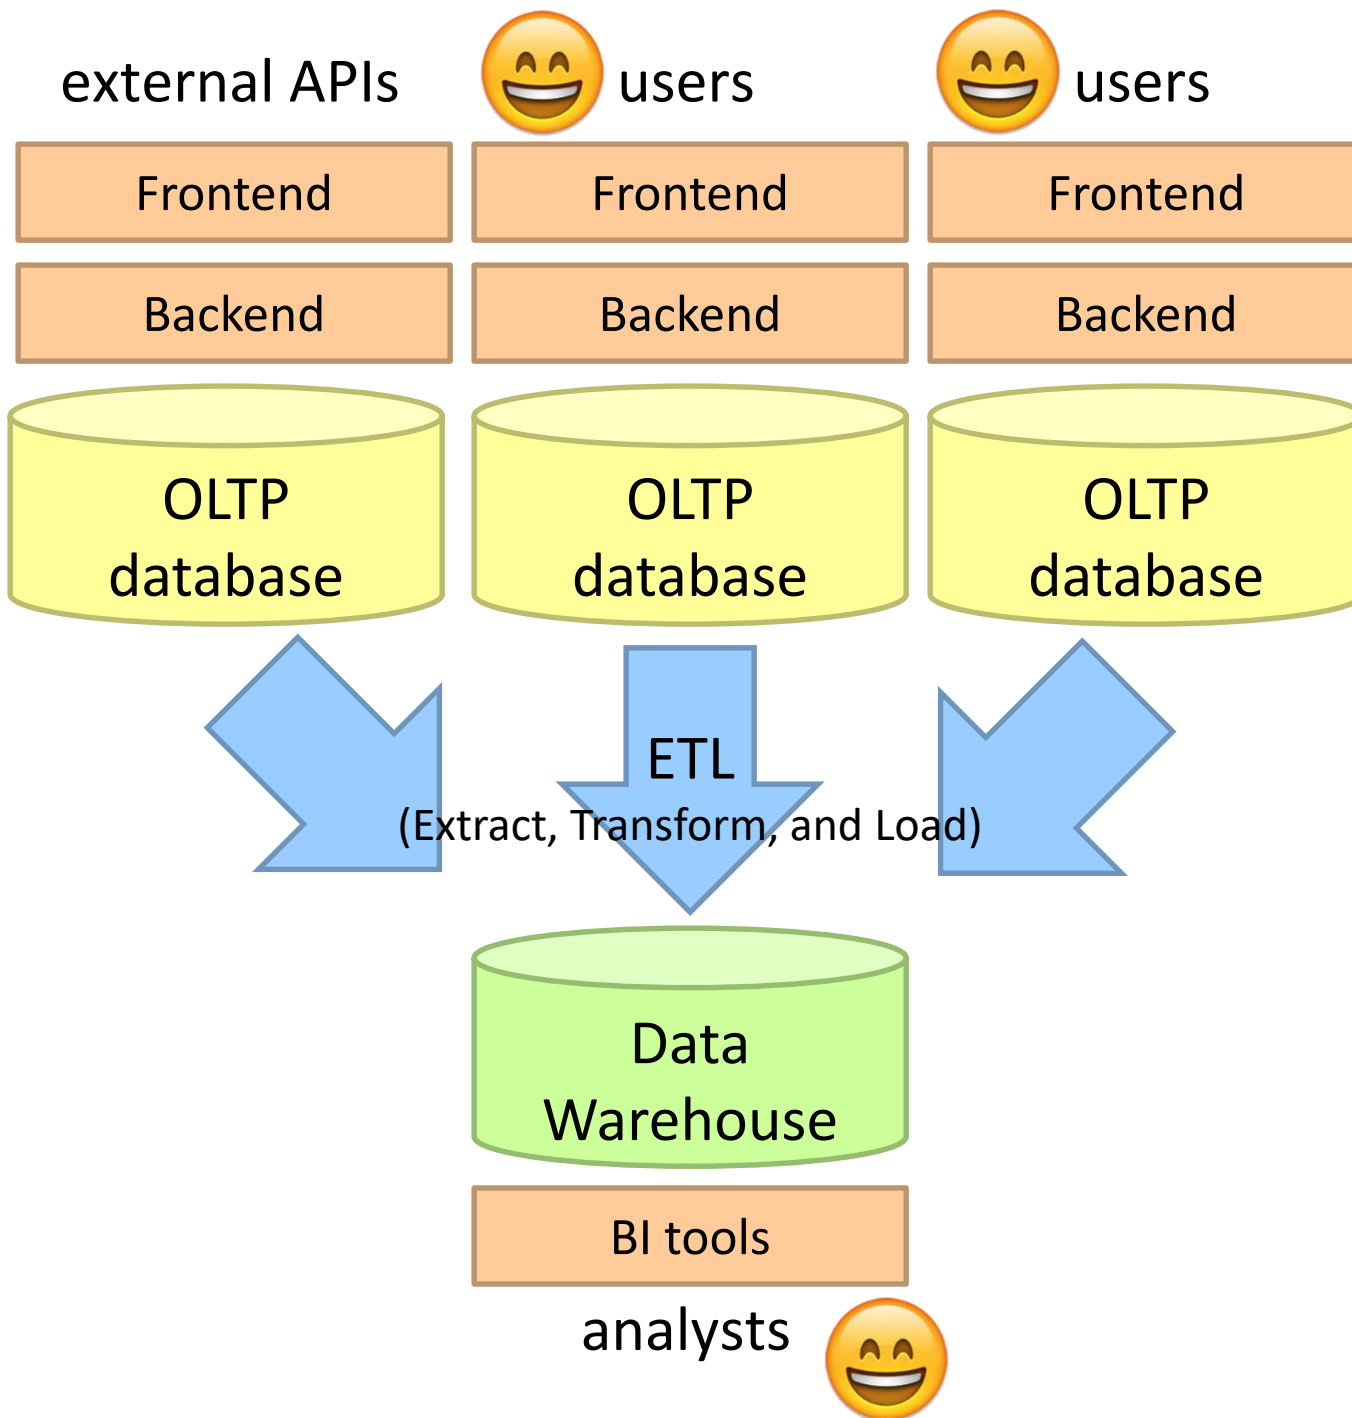 external APIs
users
users
Frontend
Frontend
Frontend
Backend
Backend
Backend
OLTP
database
OLTP
database
OLTP
database
ETL
(Extract, Transform, and Load)
Data
Warehouse
BI tools
analysts